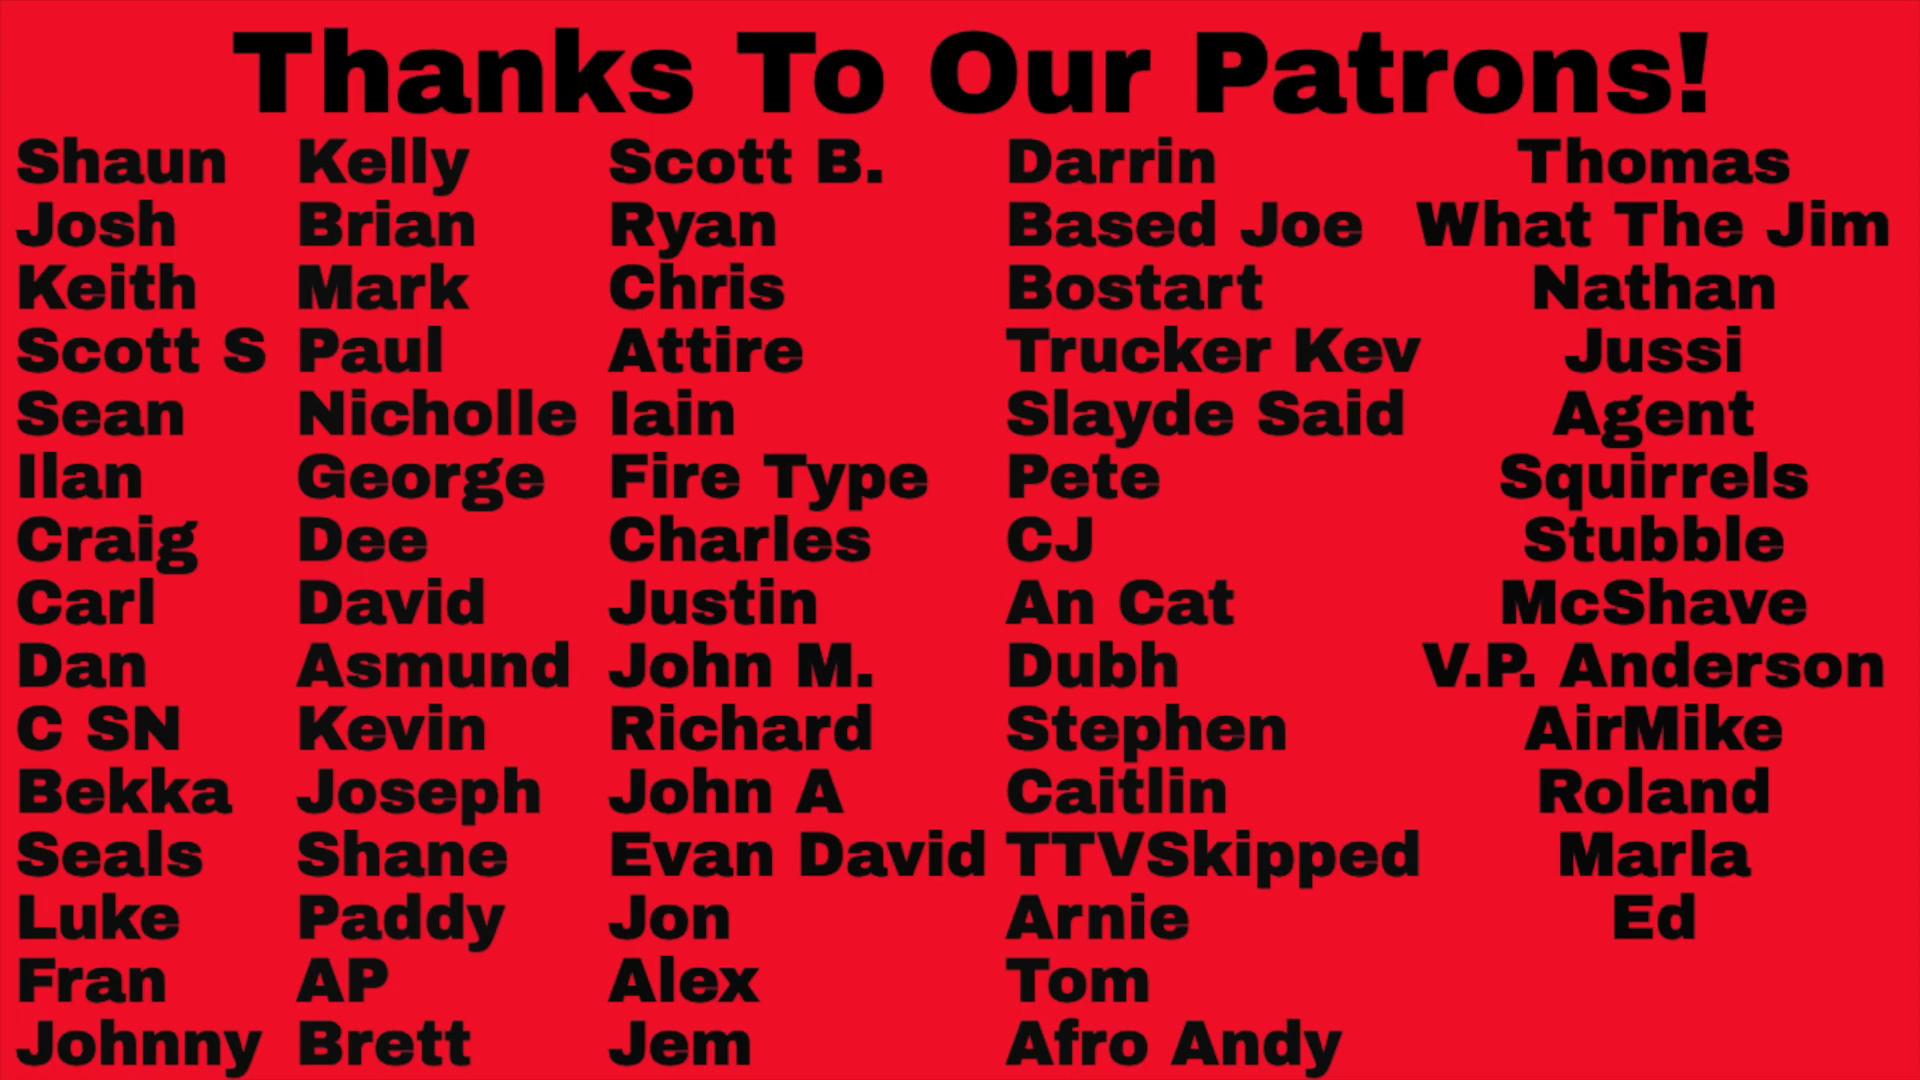 Thanks To Our Patrons!
Shaun
Josh
Keith
Scott S
Sean
Ilan
Craig
Carl
Dan
C SN
Bekka
Seals
Luke
Fran
Johnny
Kelly
Brian
Mark
Paul
Nicholle
George
Dee
David
Asmund
Kevin
Joseph
Shane
Paddy
AP
Brett
Scott B.
Ryan
Chris
Attire
Iain
Fire Type
Charles
Justin
John M.
Richard
John A
Evan David
Jon
Alex
Jem
Darrin
Based Joe
Bostart
Trucker Kev
Slayde Said
Pete
CJ
An Cat
Dubh
Stephen
Caitlin
TTVSkipped
Arnie
Tom
Afro Andy
Thomas
What The Jim
Nathan
Jussi
Agent
Squirrels
Stubble
McShave
V.P. Anderson
AirMike
Roland
Marla
Ed